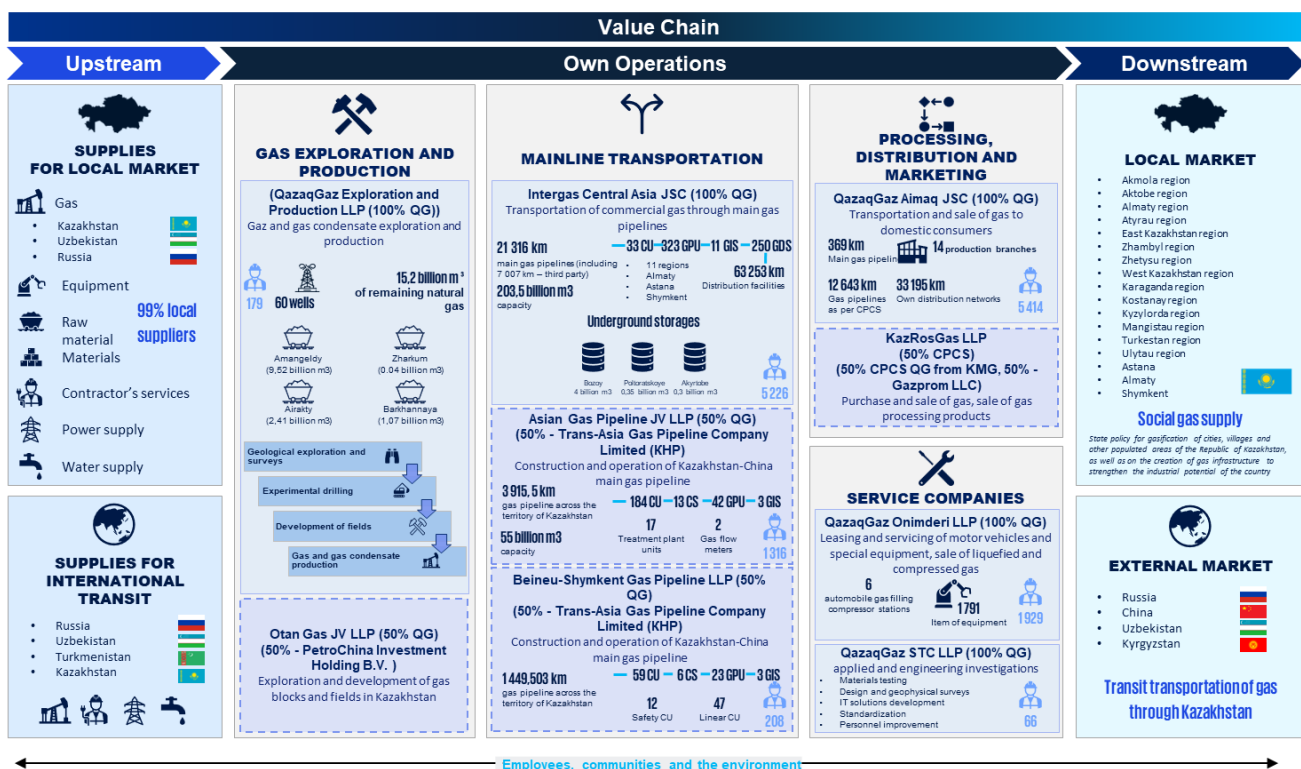 Value Chain
Upstream
Own Operations
Downstream
SUPPLIES
FOR LOCAL MARKET
Gas
• Kazakhstan
• Uzbekistan
• Russia
Equipment
99% local
suppliers
Raw
material
Materials
Contractor's services
Power supply
Water supply
SUPPLIES FOR
INTERNATIONAL
TRANSIT
• Russia
• Uzbekistan
• Turkmenistan
• Kazakhstan
GAS EXPLORATION AND
PRODUCTION
(QazaqGaz Exploration and
Production LLP (100% QG))
Gaz and gas condensate exploration and
production
179
60 wells
15,2 billion m³
of remaining natural
gas
Amangeldy
(9,52 billion m3)
Zharkum
(0.04 billion m3)
Airakty
(2,41 billion m3)
Barkhannaya
(1,07 billion m3)
Geological exploration and
surveys
Experimental drilling
Development of fields
Gas and gas condensate
production
Otan Gas JV LLP (50% QG)
(50% - PetroChina Investment
Holding B.V. )
Exploration and development of gas
blocks and fields in Kazakhstan
MAINLINE TRANSPORTATION
Intergas Central Asia JSC (100% QG)
Transportation of commercial gas through main gas
pipelines
21 316 km
main gas pipelines (including
7 007 km – third party)
203,5 billion m3
capacity
33 CU 323 GPU 11 GIS 250 GDS
• 11 regions
• Almaty
• Astana
• Shymkent
63 253 km
Distribution facilities
Underground storages
Bozoy
4 billion m3
Poltoratskoye
0,35 billion m3
Akyrtobe
0,3 billion m3
5 226
Asian Gas Pipeline JV LLP (50% QG)
(50% - Trans-Asia Gas Pipeline Company
Limited (KHP)
Construction and operation of Kazakhstan-China
main gas pipeline
3 915, 5 km
gas pipeline across the
territory of Kazakhstan
55 billion m3
capacity
184 CU 13 CS 42 GPU 3 GIS
17
Treatment plant
units
2
Gas flow
meters
1 316
Beineu-Shymkent Gas Pipeline LLP (50%
QG)
(50% - Trans-Asia Gas Pipeline Company
Limited (KHP)
Construction and operation of Kazakhstan-China
main gas pipeline
1 449,503 km
gas pipeline across the
territory of Kazakhstan
59 CU 6 CS 23 GPU 3 GIS
12
Safety CU
47
Linear CU
208
PROCESSING,
DISTRIBUTION AND
MARKETING
QazaqGaz Aimaq JSC (100% QG)
Transportation and sale of gas to
domestic consumers
369 km
Main gas pipelin
14 production branches
12 643 km
Gas pipelines
as per CPCS
33 195 km
Own distribution networks
5 414
KazRosGas LLP
(50% CPCS)
(50% CPCS QG from KMG, 50% -
Gazprom LLC)
Purchase and sale of gas, sale of gas
processing products
SERVICE COMPANIES
QazaqGaz Onimderi LLP (100% QG)
Leasing and servicing of motor vehicles and
special equipment, sale of liquefied and
compressed gas
6
automobile gas filling
compressor stations
1 791
Item of equipment
1 929
QazaqGaz STC LLP (100% QG)
applied and engineering investigations
• Materials testing
• Design and geophysical surveys
• IT solutions development
• Standardization
• Personnel improvement
66
LOCAL MARKET
• Akmola region
• Aktobe region
• Almaty region
• Atyrau region
• East Kazakhstan region
• Zhambyl region
• Zhetysu region
• West Kazakhstan region
• Karaganda region
• Kostanay region
• Kyzylorda region
• Mangistau region
• Turkestan region
• Ulytau region
• Astana
• Almaty
• Shymkent
Social gas supply
State policy for gasification of cities, villages and
other populated areas of the Republic of Kazakhstan,
as well as on the creation of gas infrastructure to
strengthen the industrial potential of the country
EXTERNAL MARKET
• Russia
• China
• Uzbekistan
• Kyrgyzstan
Transit transportation of gas
through Kazakhstan
Employees, communities and the environment